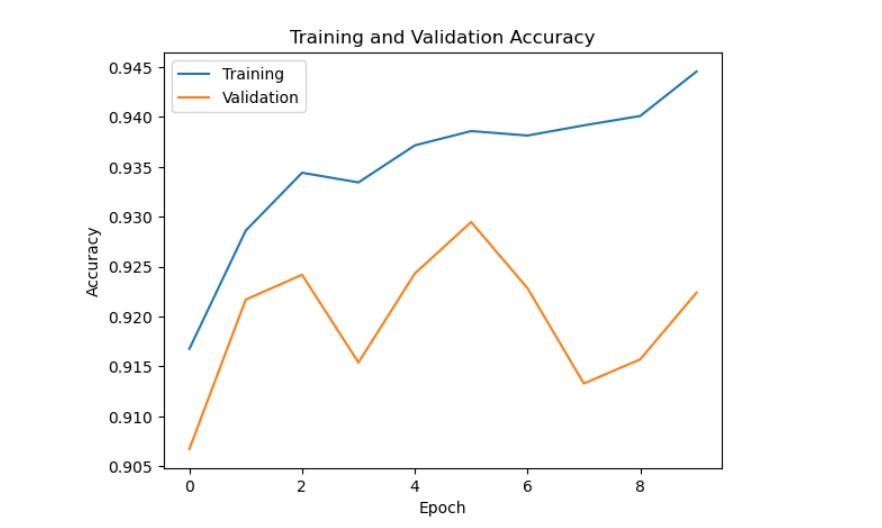 Training and Validation Accuracy
Training
Validation
0.945
0.940
0.935
0.930
0.925
0.920
0.915
0.910
0.905
Accuracy
0 2 4 6 8
Epoch